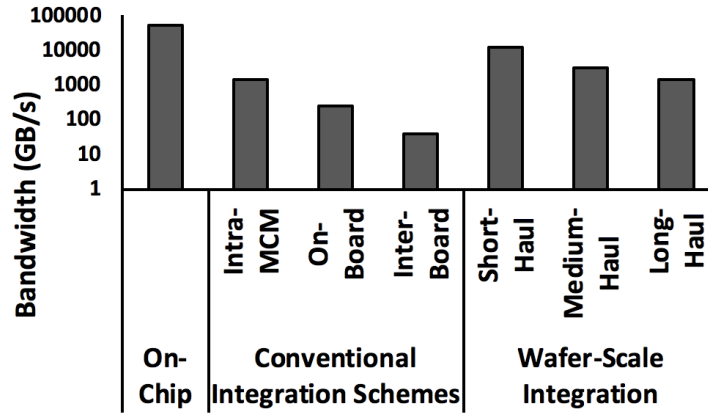 Bandwidth (GB/s)
100000
10000
1000
100
10
1
Intra-
MCM
On-
Board
Inter-
Board
Short-
Haul
Medium-
Haul
Long-
Haul
On-
Chip
Conventional
Integration Schemes
Wafer-Scale
Integration